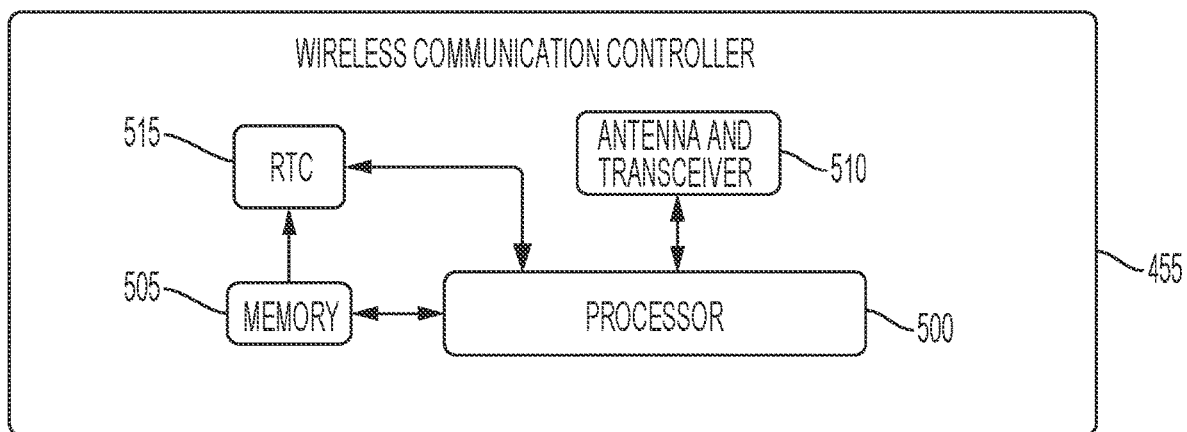 WIRELESS COMMUNICATION CONTROLLER
515
RTC
ANTENNA AND
TRANSCEIVER
510
455
505
MEMORY
PROCESSOR
500